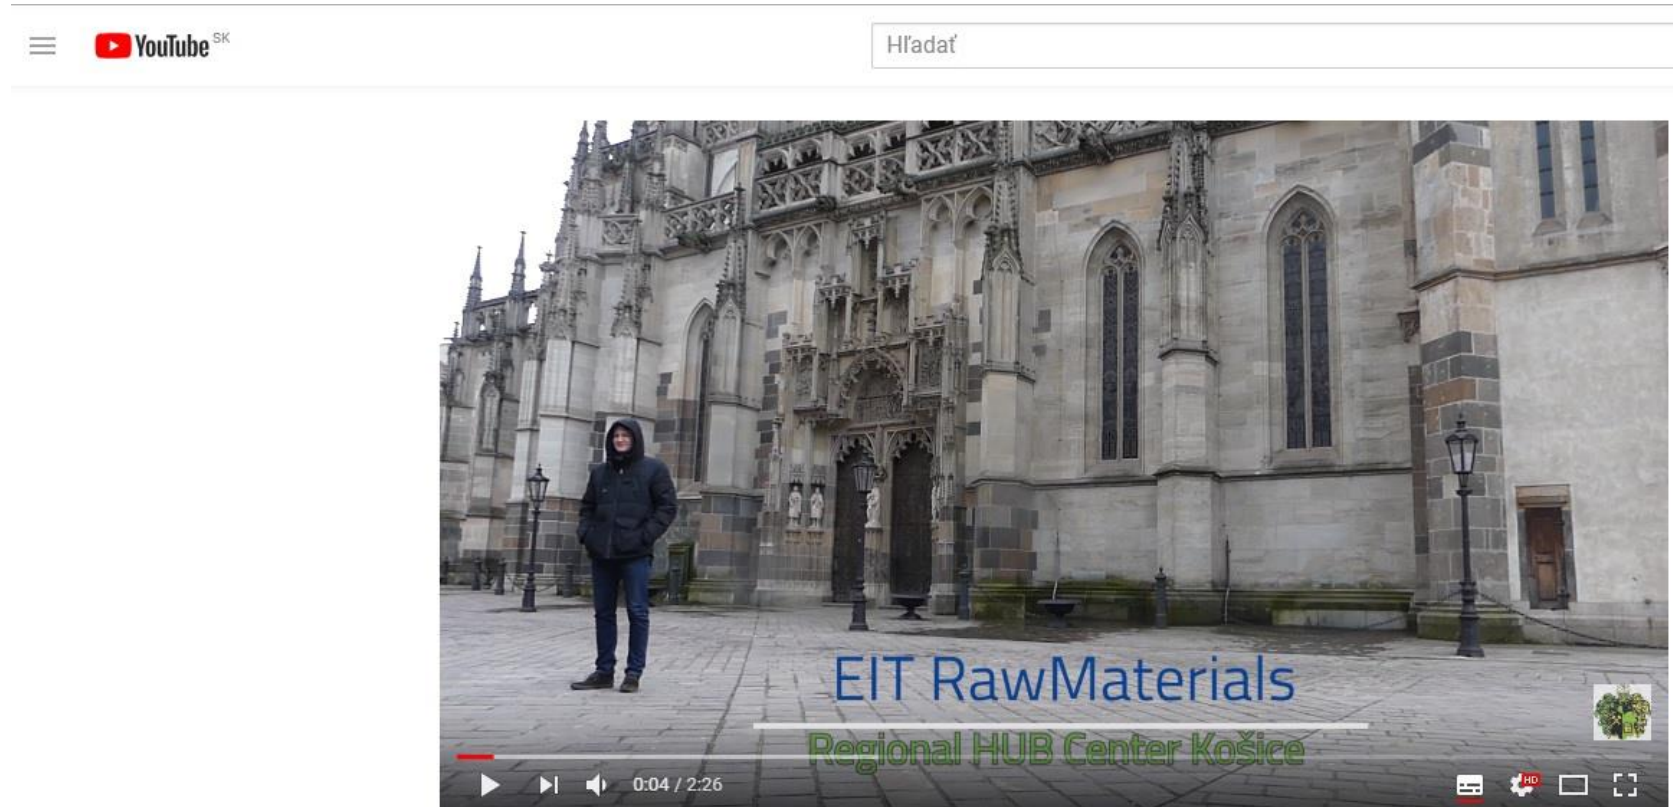 YouTube SK
Hľadať
EIT RawMaterials
Regional HUB Center Košice
0:04 / 2:26
HD